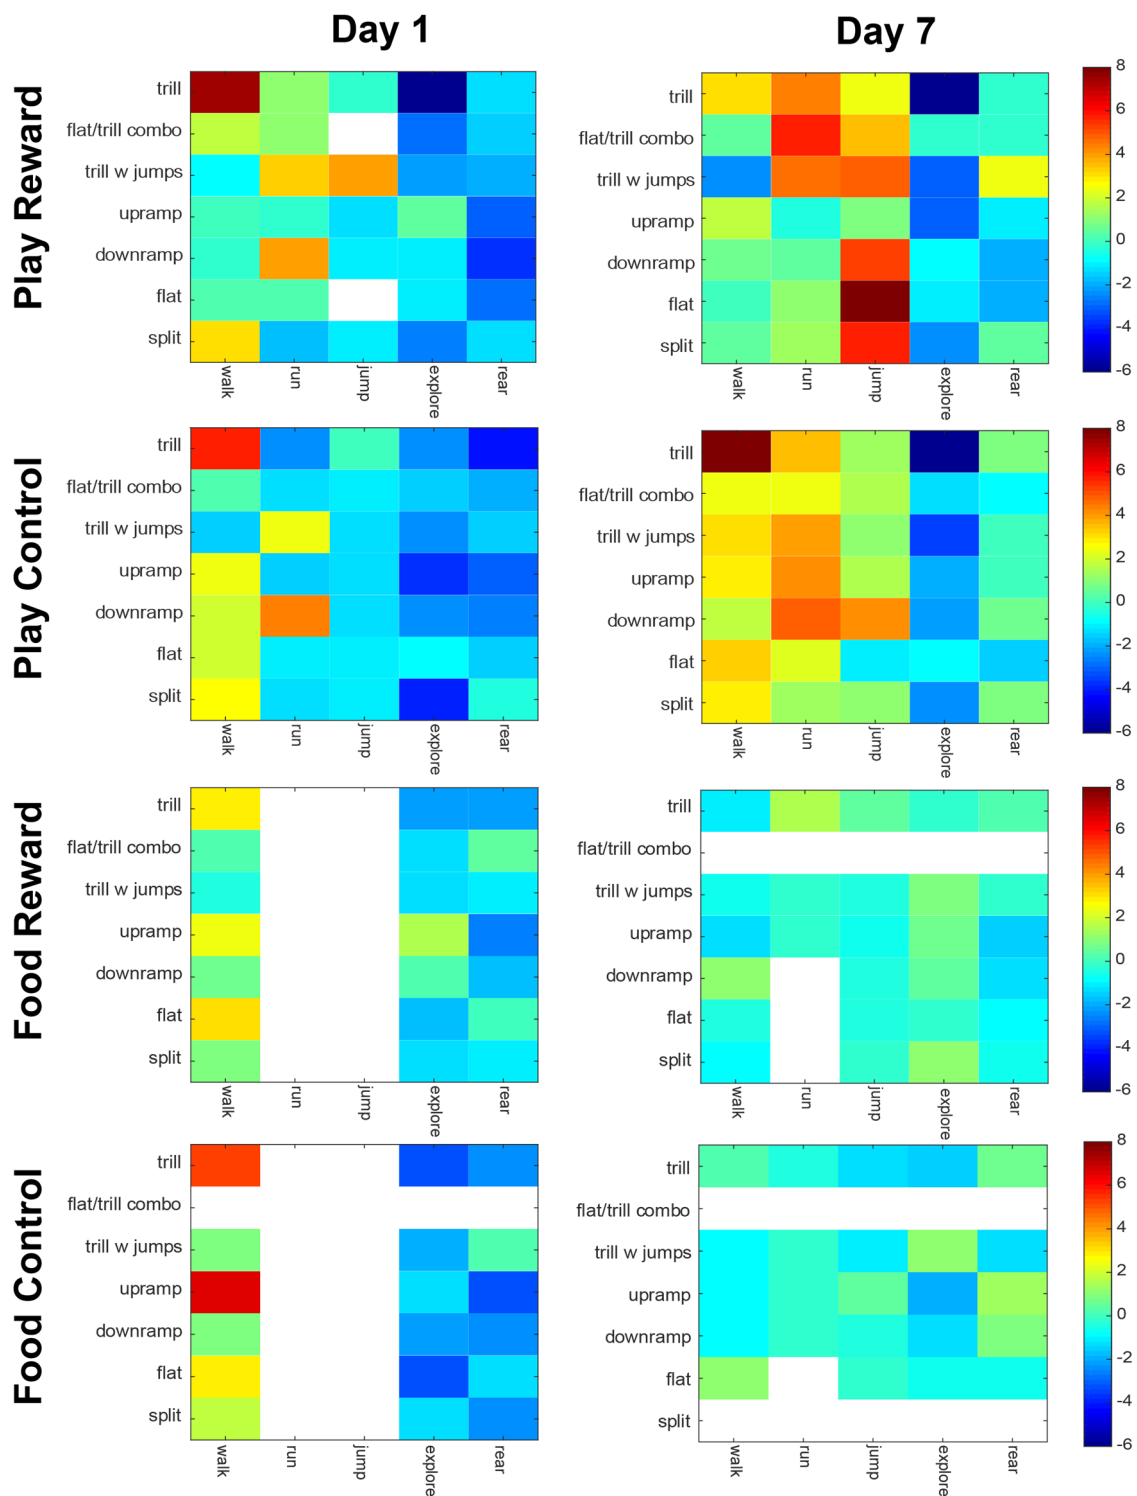 Day 1
Day 7
Play Reward
trill
flat/trill combo
trill w jumps
upramp
downramp
flat
split
walk
run
jump
explore
rear
trill
flat/trill combo
trill w jumps
upramp
downramp
flat
split
walk
run
jump
explore
rear
8
6
4
2
0
-2
-4
-6
Play Control
trill
flat/trill combo
trill w jumps
upramp
downramp
flat
split
walk
run
jump
explore
rear
trill
flat/trill combo
trill w jumps
upramp
downramp
flat
split
walk
run
jump
explore
rear
8
6
4
2
0
-2
-4
-6
Food Reward
trill
flat/trill combo
trill w jumps
upramp
downramp
flat
split
walk
run
jump
explore
rear
trill
flat/trill combo
trill w jumps
upramp
downramp
flat
split
walk
run
jump
explore
rear
8
6
4
2
0
-2
-4
-6
Food Control
trill
flat/trill combo
trill w jumps
upramp
downramp
flat
split
walk
run
jump
explore
rear
trill
flat/trill combo
trill w jumps
upramp
downramp
flat
split
walk
run
jump
explore
rear
8
6
4
2
0
-2
-4
-6